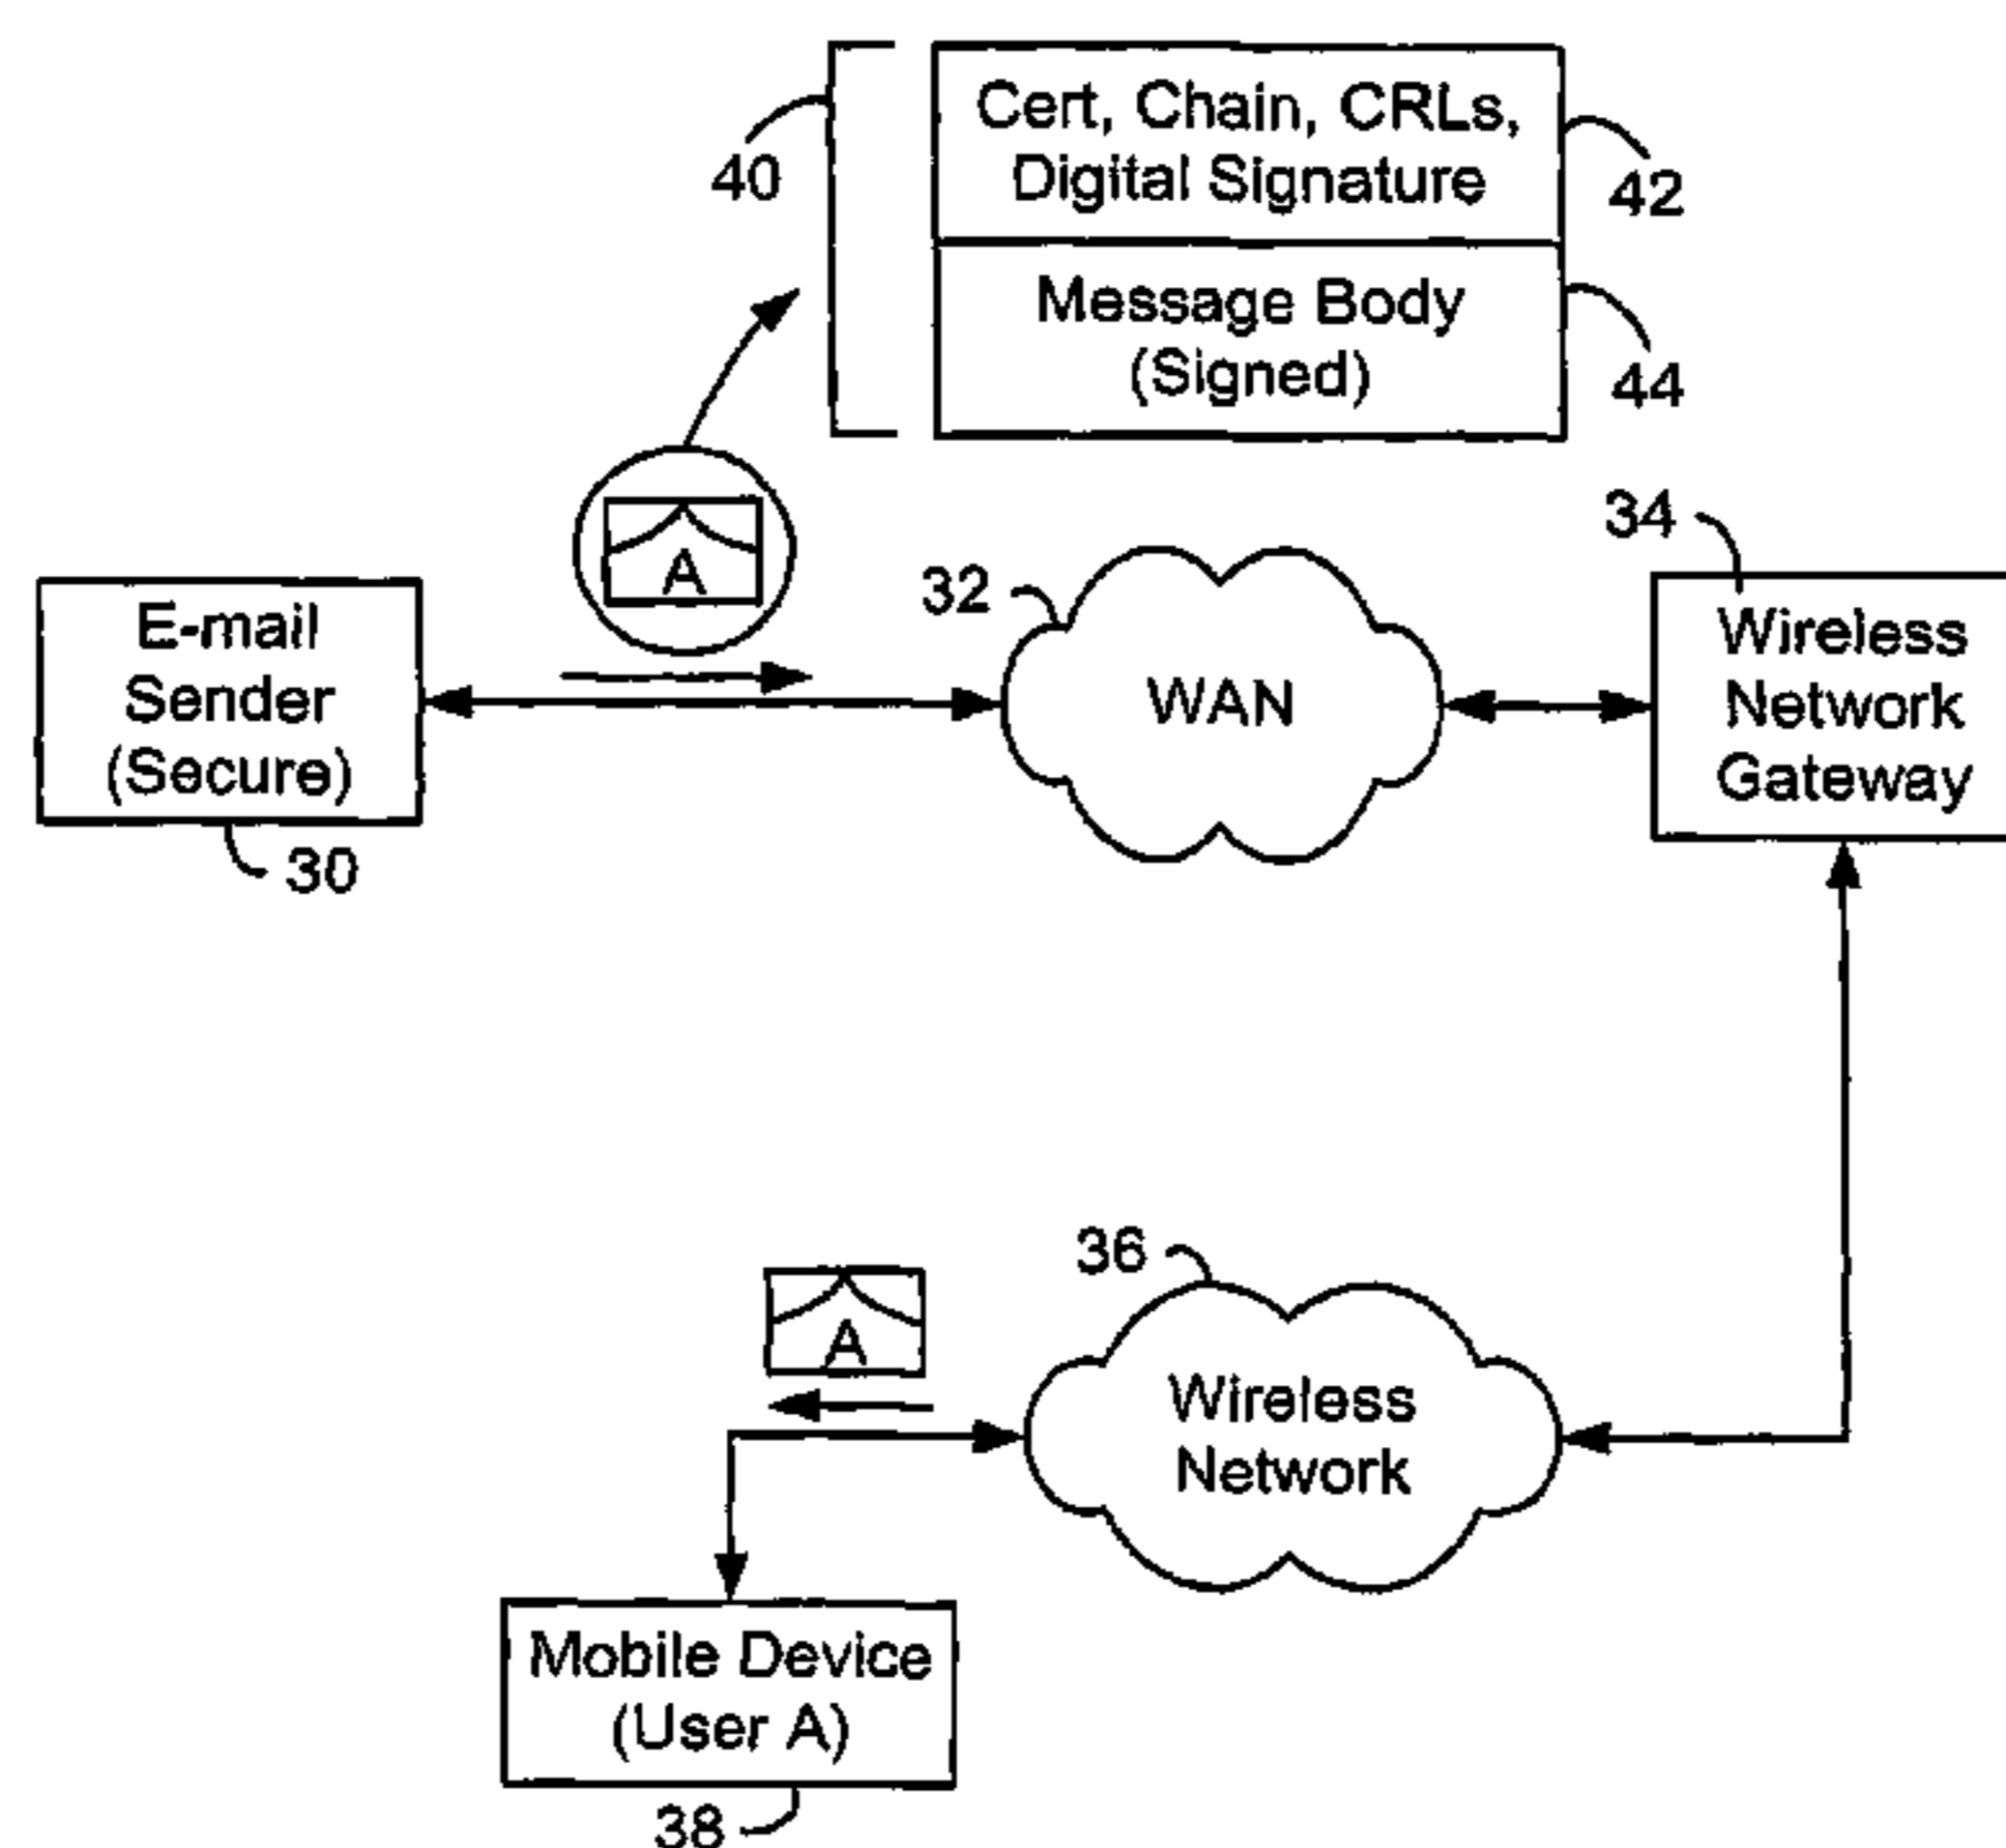 Cert, Chain, CRLs,
Digital Signature
40
42
Message Body
(Signed)
44
A
34
32
E-mail
Sender
(Secure)
WAN
Wireless
Network
Gateway
30
36
A
Wireless
Network
Mobile Device
(User A)
38